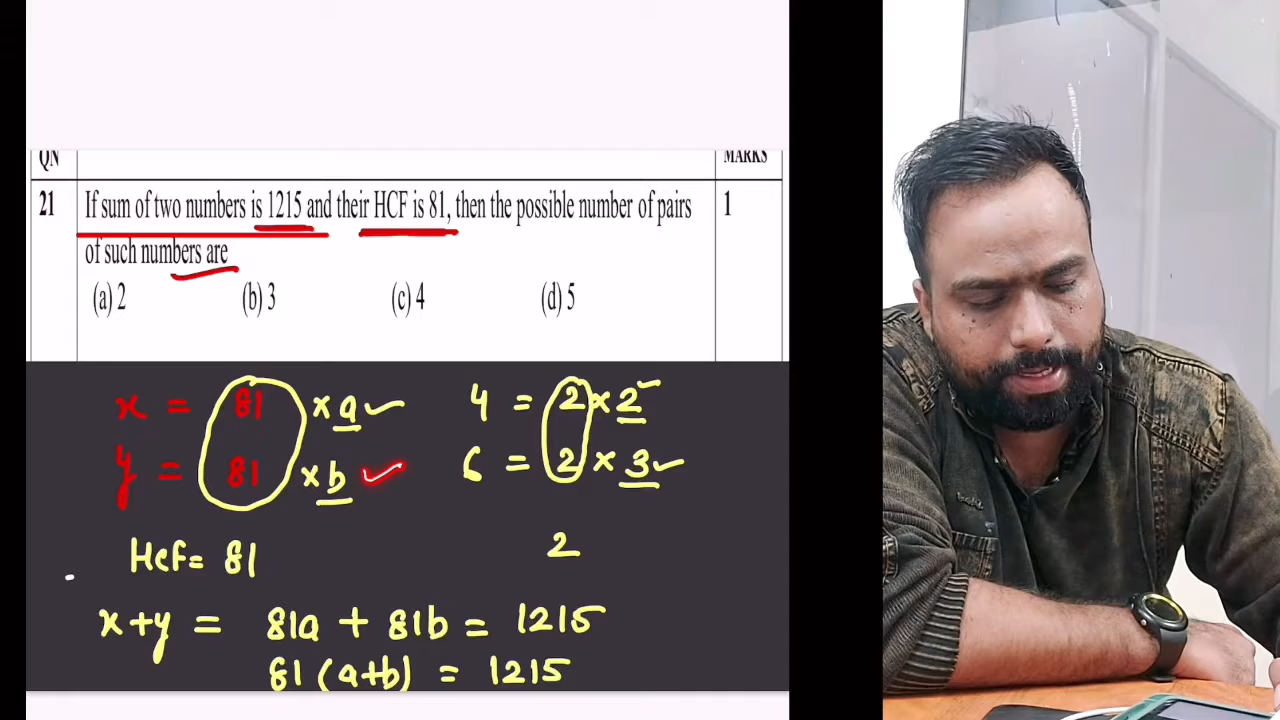 QN MARKS
21 If sum of two numbers is 1215 and their HCF is 81, then the possible number of pairs 1
of such numbers are
(a) 2 (b) 3 (c) 4 (d) 5
x = 81 × a 4 = 2 × 2
y = 81 × b 6 = 2 × 3
Hcf = 81 2
x+y = 81a + 81b = 1215
81 (a+b) = 1215